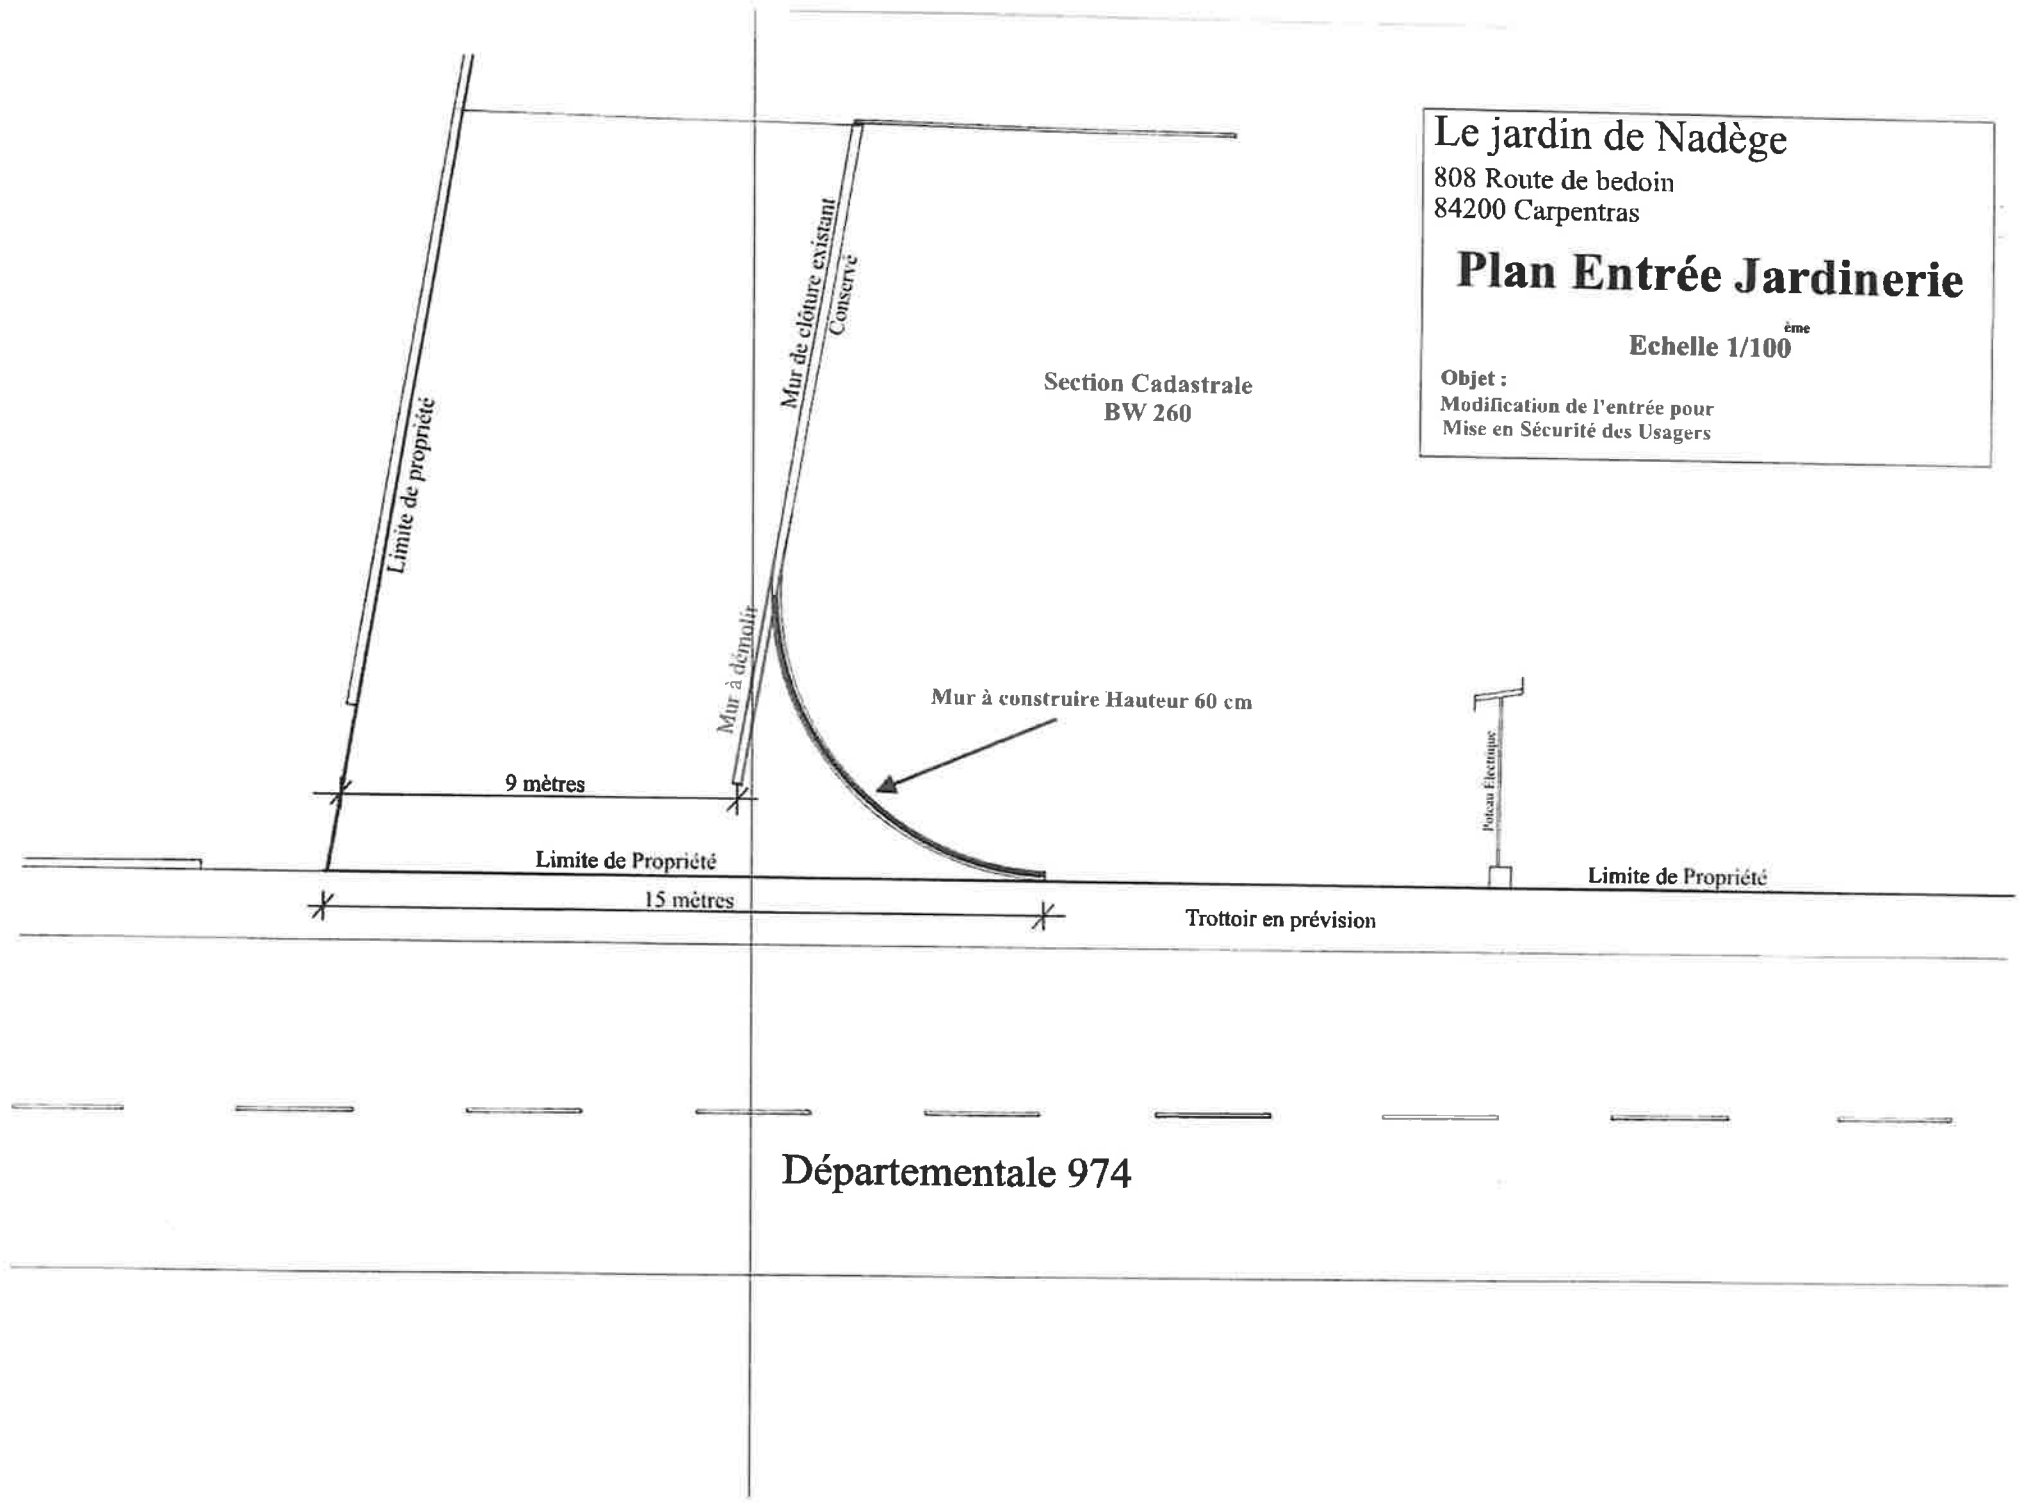 Le jardin de Nadège
808 Route de bedoin
84200 Carpentras
Plan Entrée Jardinerie
Echelle 1/100ème
Objet :
Modification de l'entrée pour
Mise en Sécurité des Usagers
Limite de propriété
Mur de clôture existant
Conservé
Section Cadastrale
BW 260
Mur à démolir
Mur à construire Hauteur 60 cm
9 mètres
Poteau Électrique
Limite de Propriété
Limite de Propriété
15 mètres
Trottoir en prévision
Départementale 974